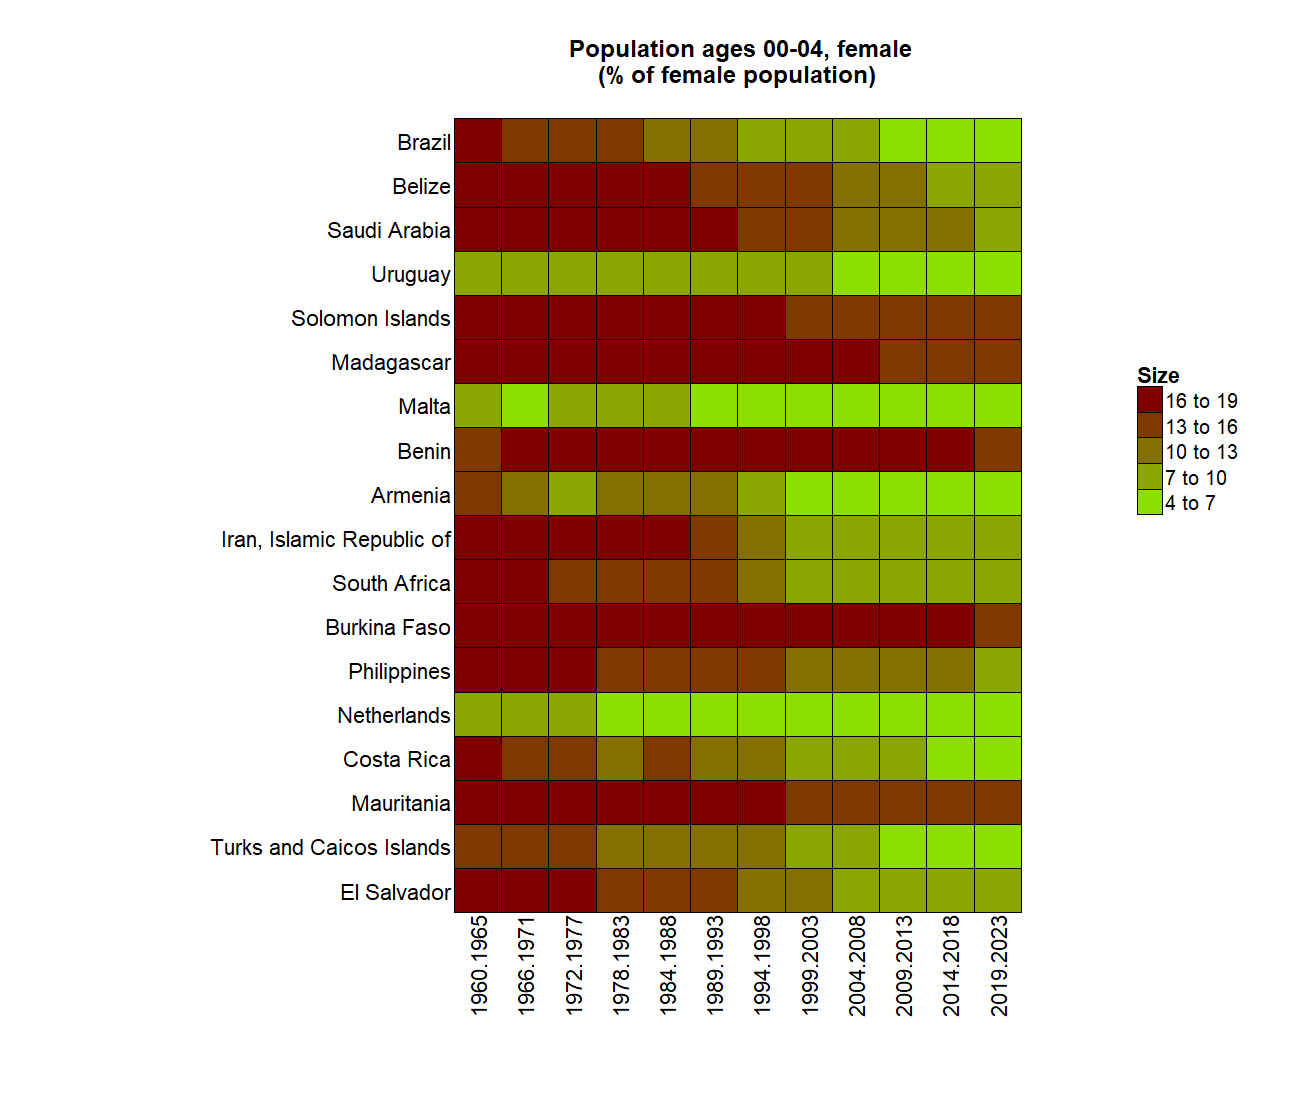 Population ages 00-04, female
(% of female population)
Brazil
Belize
Saudi Arabia
Uruguay
Solomon Islands
Madagascar
Malta
Benin
Armenia
Iran, Islamic Republic of
South Africa
Burkina Faso
Philippines
Netherlands
Costa Rica
Mauritania
Turks and Caicos Islands
El Salvador
1960.1965
1966.1971
1972.1977
1978.1983
1984.1988
1989.1993
1994.1998
1999.2003
2004.2008
2009.2013
2014.2018
2019.2023
Size
16 to 19
13 to 16
10 to 13
7 to 10
4 to 7